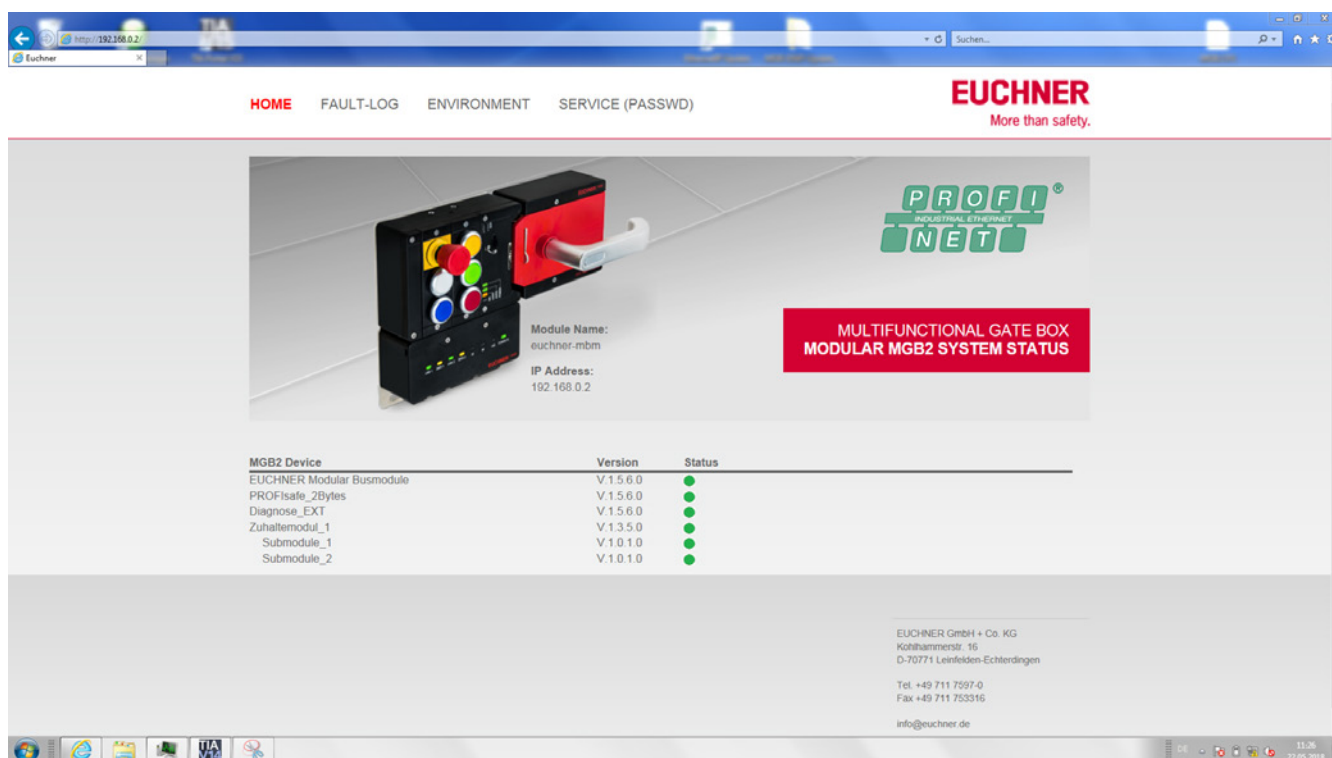 http://192.168.0.2/
Suchen...
Euchner
HOME FAULT-LOG ENVIRONMENT SERVICE (PASSWD)
EUCHNER
More than safety.
PROFI
INDUSTRIAL ETHERNET
NET
Module Name:
euchner-mbm
IP Address:
192.168.0.2
MULTIFUNCTIONAL GATE BOX
MODULAR MGB2 SYSTEM STATUS
MGB2 Device Version Status
EUCHNER Modular Busmodule V.1.5.6.0
PROFIsafe_2Bytes V.1.5.6.0
Diagnose_EXT V.1.5.6.0
Zuhaltemodul_1 V.1.3.5.0
Submodule_1 V.1.0.1.0
Submodule_2 V.1.0.1.0
EUCHNER GmbH + Co. KG
Kohlhammerstr. 16
D-70771 Leinfelden-Echterdingen
Tel. +49 711 7597-0
Fax +49 711 753316
info@euchner.de
TIA
DE
11:26
22.05.2018